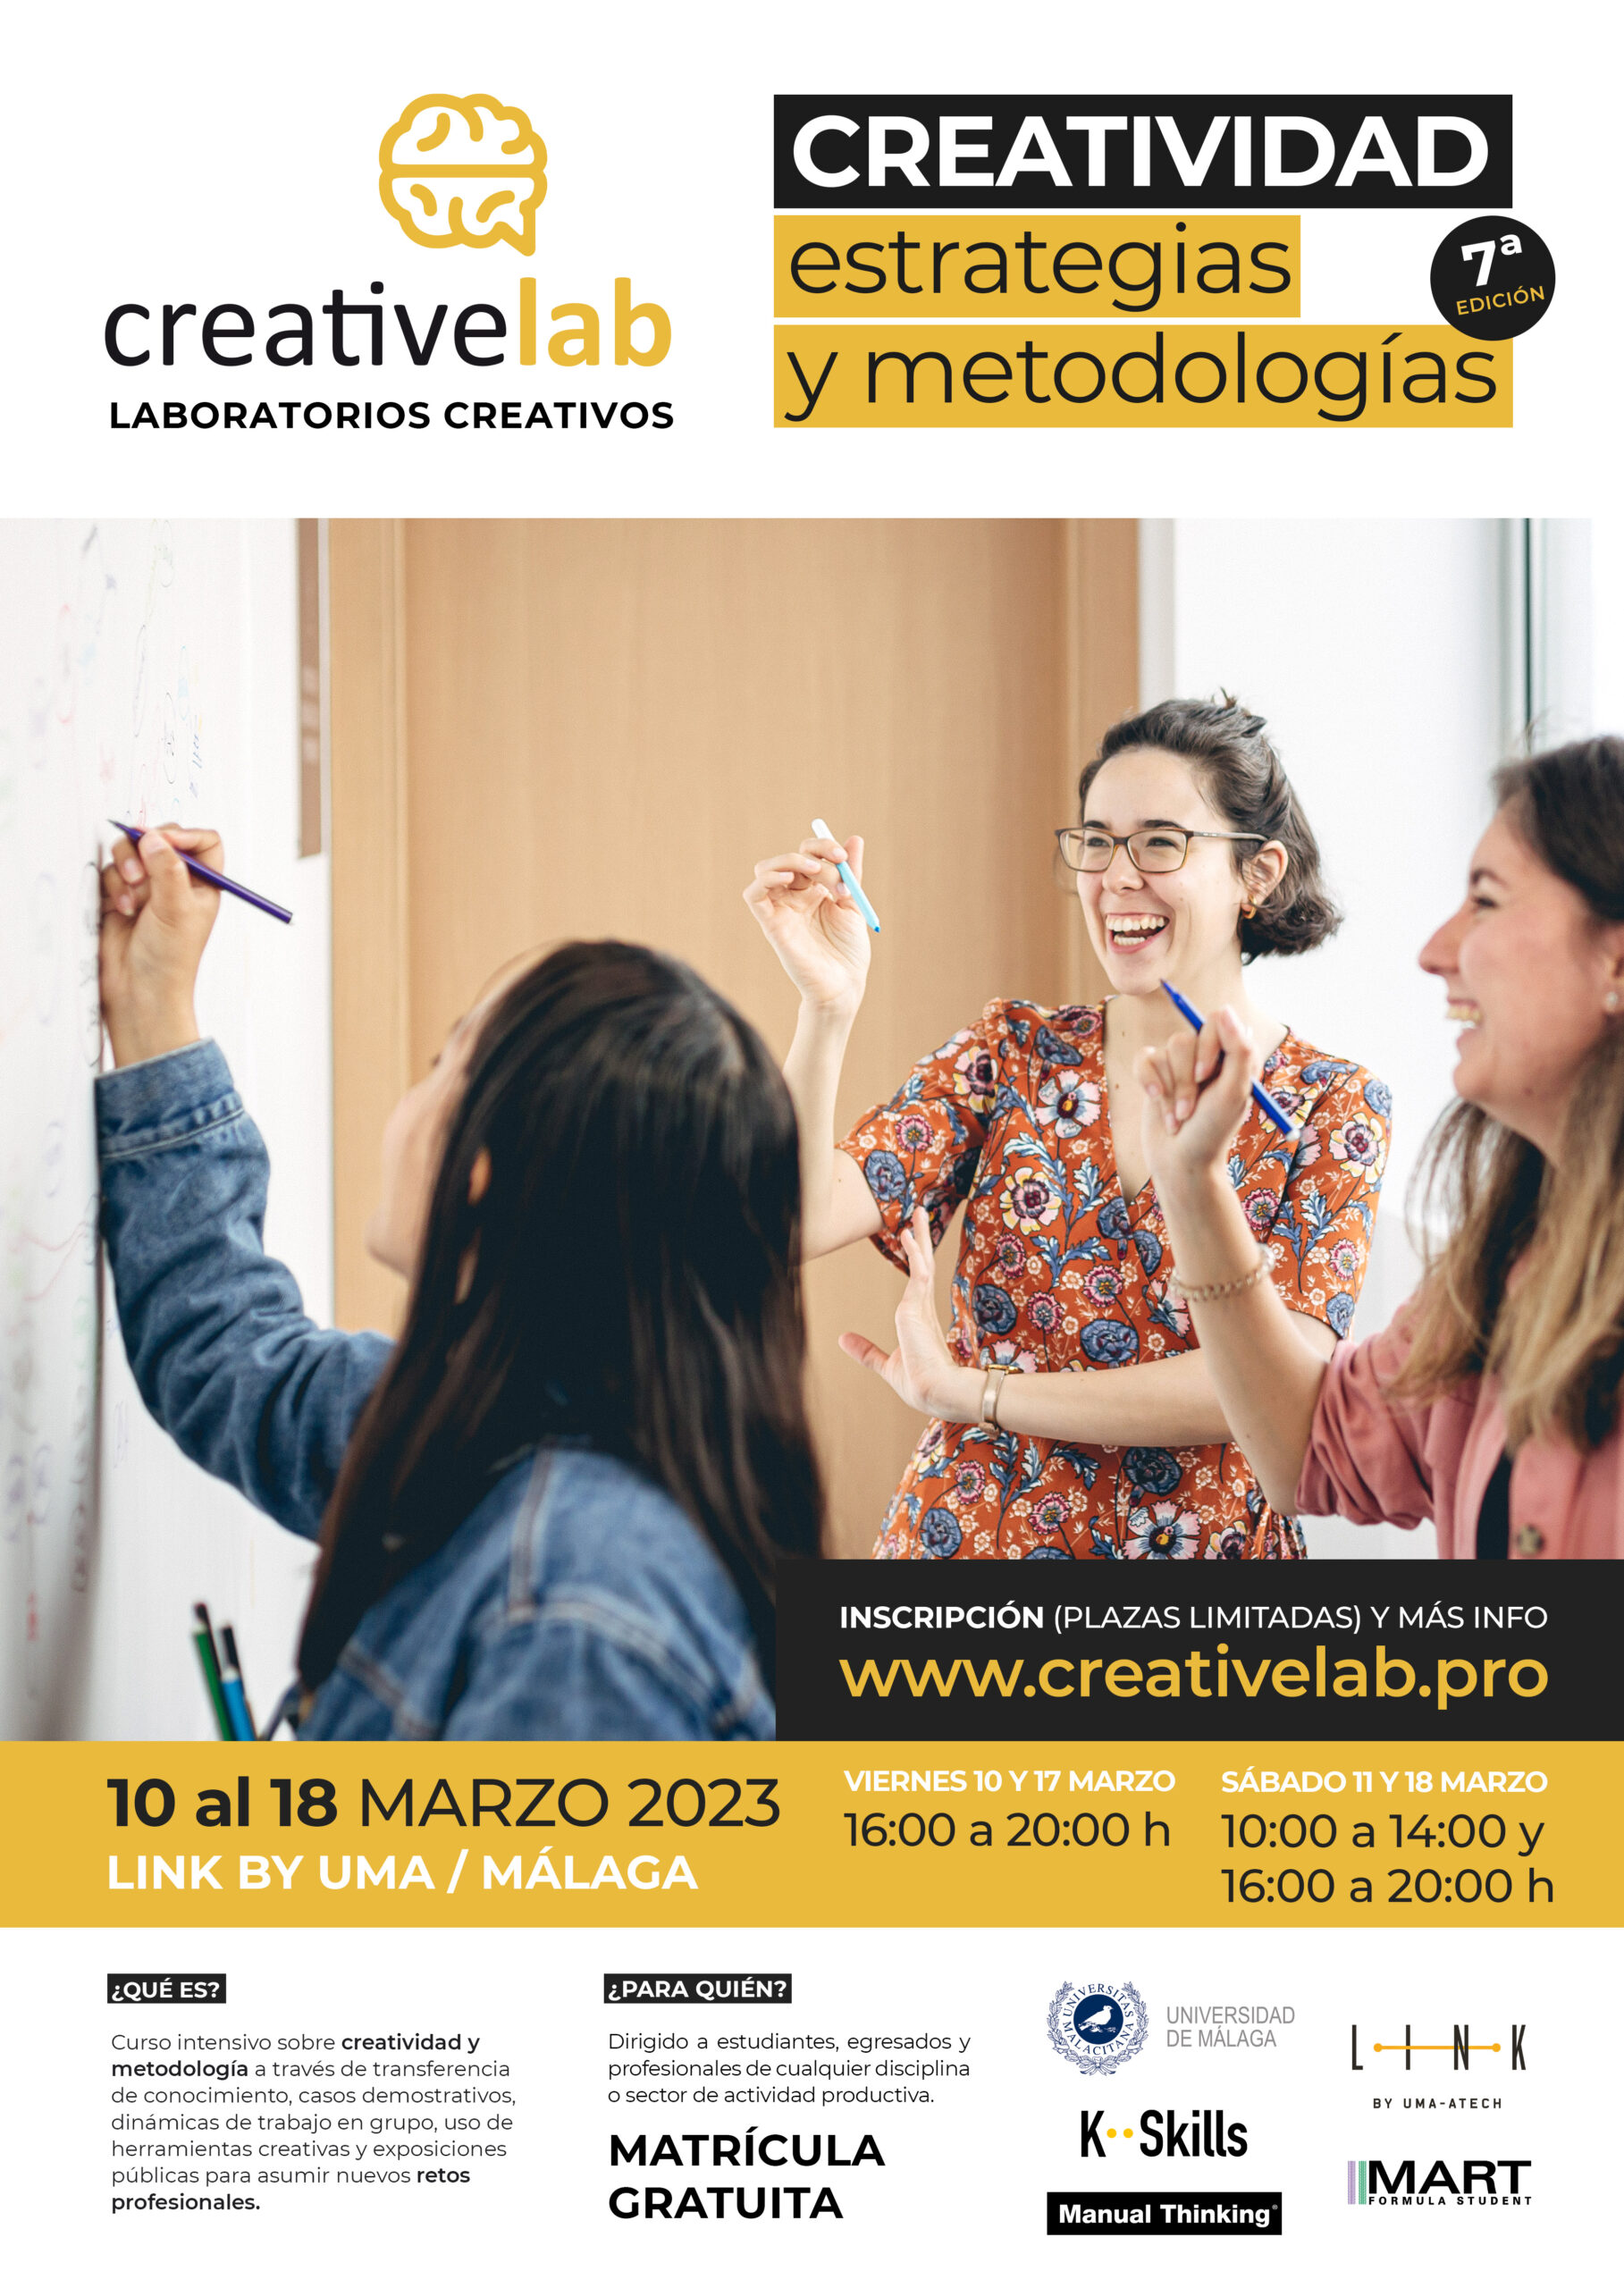 creativelab
LABORATORIOS CREATIVOS
CREATIVIDAD
estrategias
y metodologías
7ª
EDICIÓN
INSCRIPCIÓN (PLAZAS LIMITADAS) Y MÁS INFO
www.creativelab.pro
10 al 18 MARZO 2023
LINK BY UMA / MÁLAGA
VIERNES 10 Y 17 MARZO
16:00 a 20:00 h
SÁBADO 11 Y 18 MARZO
10:00 a 14:00 y
16:00 a 20:00 h
¿QUÉ ES?
Curso intensivo sobre creatividad y
metodología a través de transferencia
de conocimiento, casos demostrativos,
dinámicas de trabajo en grupo, uso de
herramientas creativas y exposiciones
públicas para asumir nuevos retos
profesionales.
¿PARA QUIÉN?
Dirigido a estudiantes, egresados y
profesionales de cualquier disciplina
o sector de actividad productiva.
MATRÍCULA
GRATUITA
UNIVERSITAS
MALACITANA
UNIVERSIDAD
DE MÁLAGA
LINK
BY UMA-ATECH
K··Skills
MART
FORMULA STUDENT
Manual Thinking®